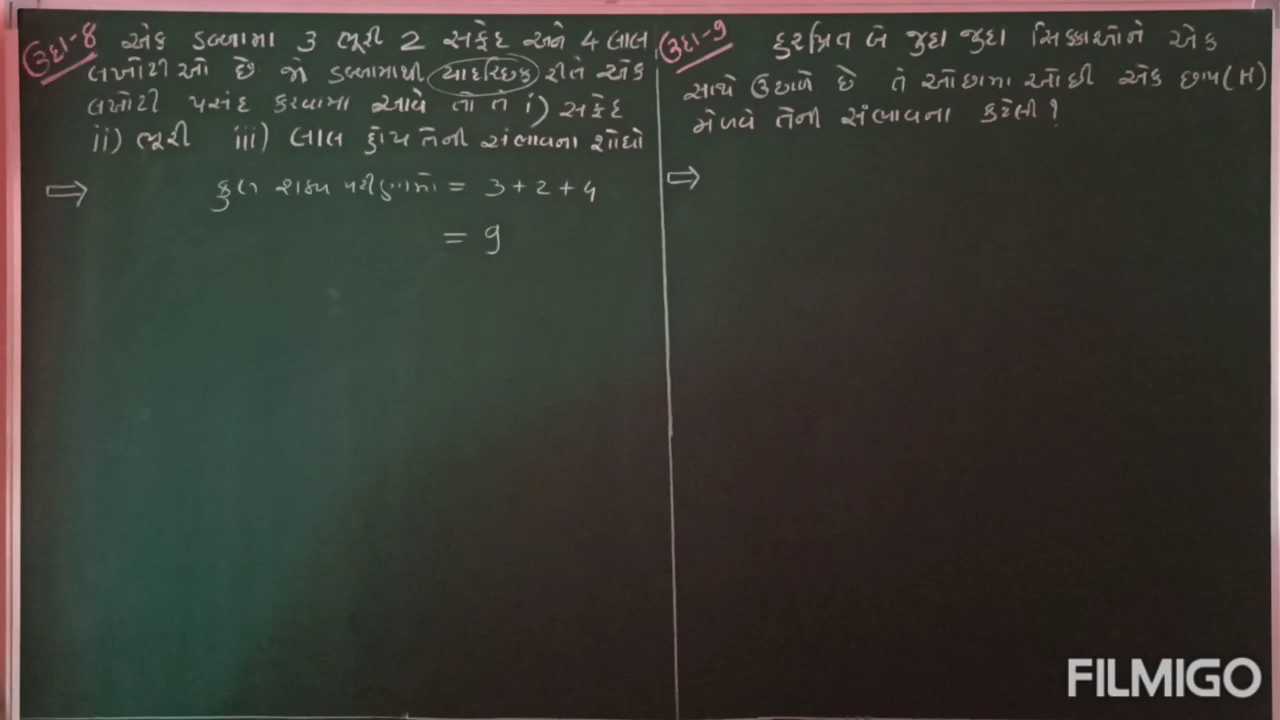 ઉદા-8 એક ડબ્બામા 3 ભૂરી 2 સફેદ અને 4 લાલ
લખોટીઓ છે જો ડબ્બામાથી યાદચ્છિક રીતે એક
લખોટી પસંદ કરવામા આવે તો તે i) સફેદ
ii) ભૂરી iii) લાલ હોય તેની સંભાવના શોધો
⇒ કુલ શક્ય પરીણામો = 3 + 2 + 4
= 9
ઉદા-9 હરપ્રિત બે જુદા જુદા સિક્કાઓને એક
સાથે ઉછાળે છે તે ઓછામા ઓછી એક છાપ (H)
મેળવે તેની સંભાવના કટેલી ?
⇒
FILMIGO